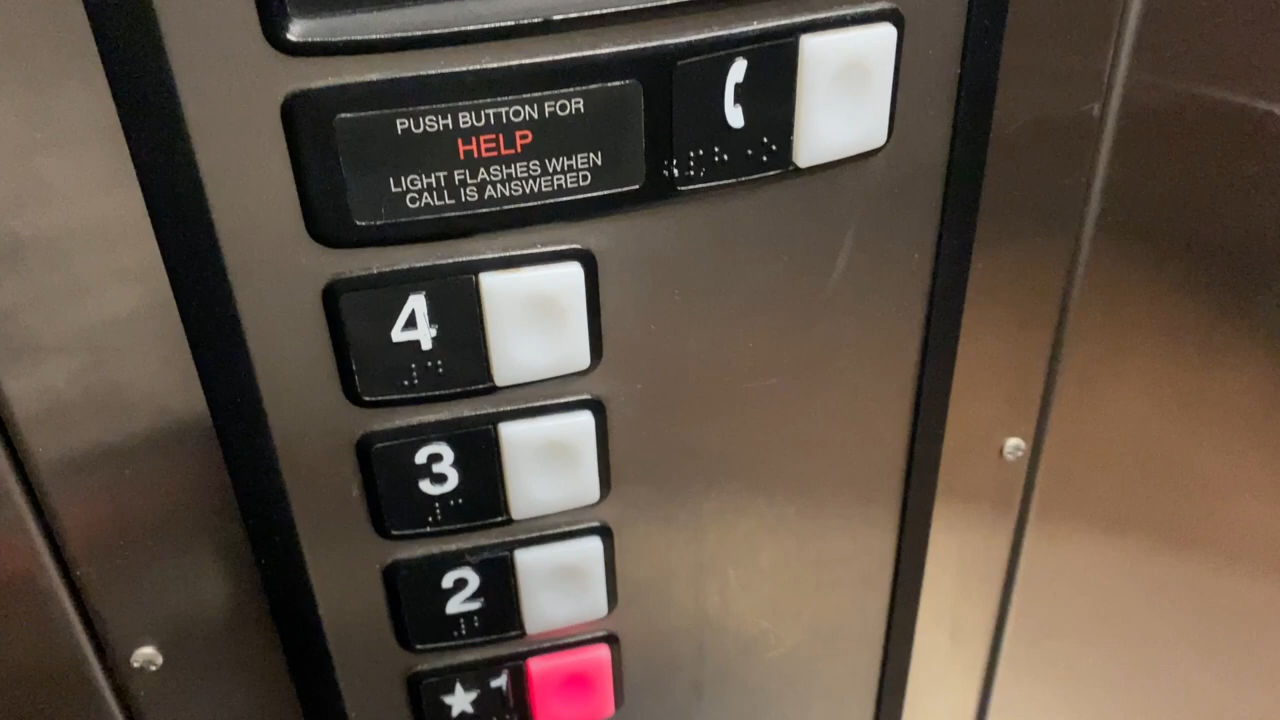 PUSH BUTTON FOR
HELP
LIGHT FLASHES WHEN
CALL IS ANSWERED
4
3
2
★1